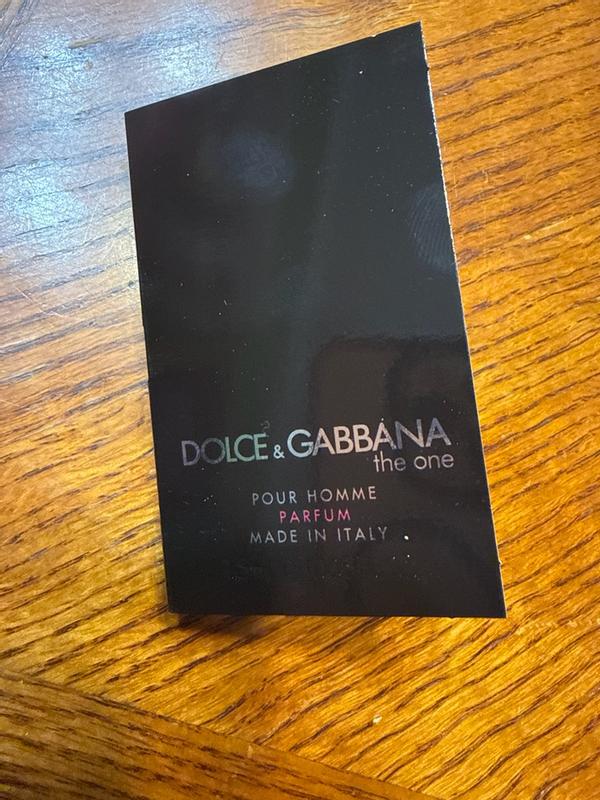 DOLCE & GABBANA
the one
POUR HOMME
PARFUM
MADE IN ITALY